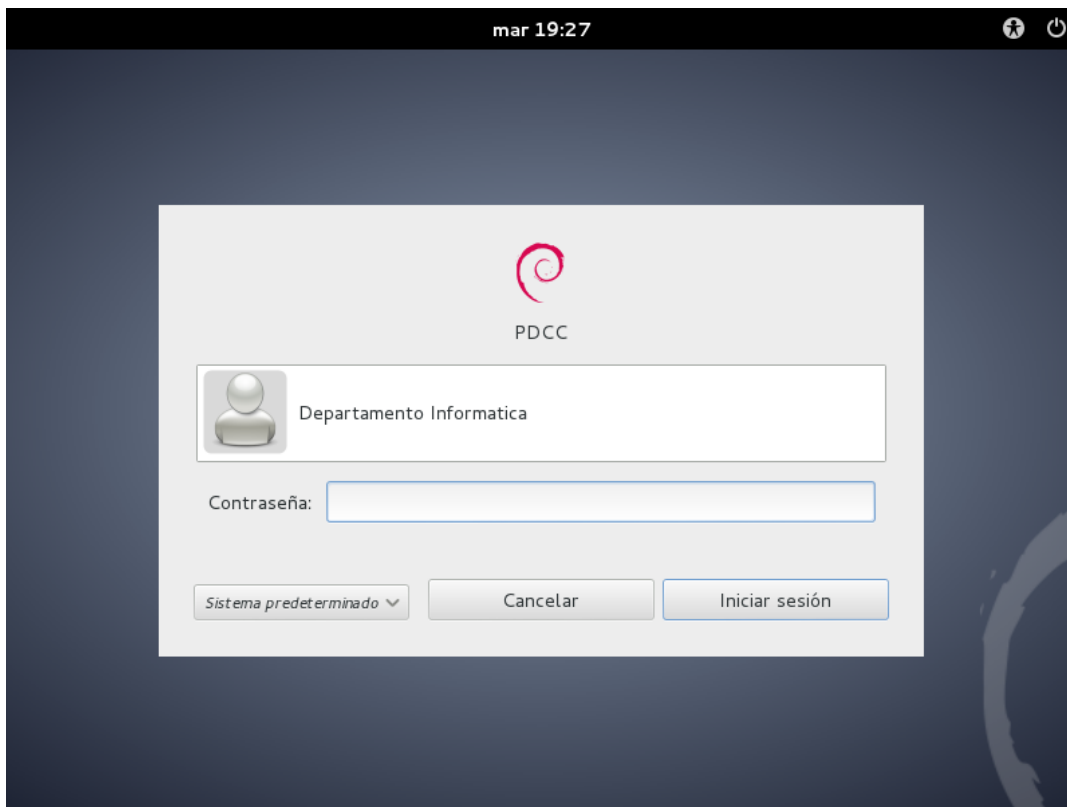 mar 19:27
PDCC
Departamento Informatica
Contraseña:
Sistema predeterminado Cancelar Iniciar sesión